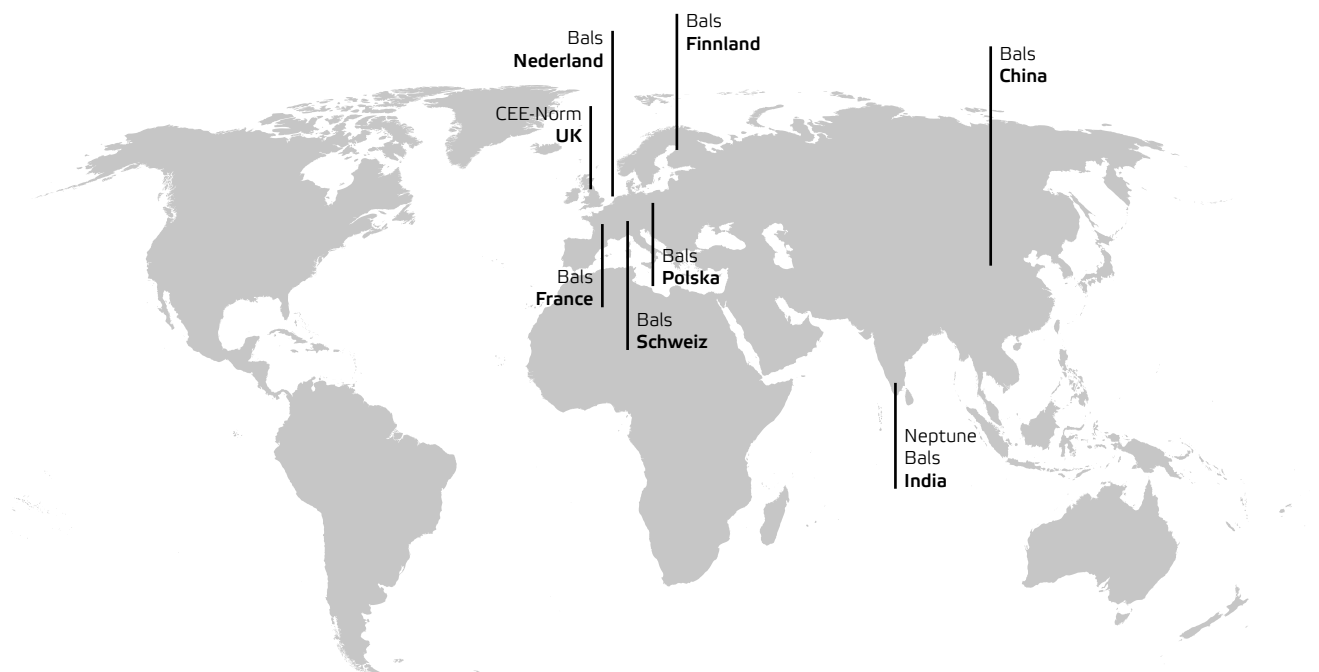 Bals
Finnland
Bals
Nederland
Bals
China
CEE-Norm
UK
Bals
Polska
Bals
France
Bals
Schweiz
Neptune
Bals
India